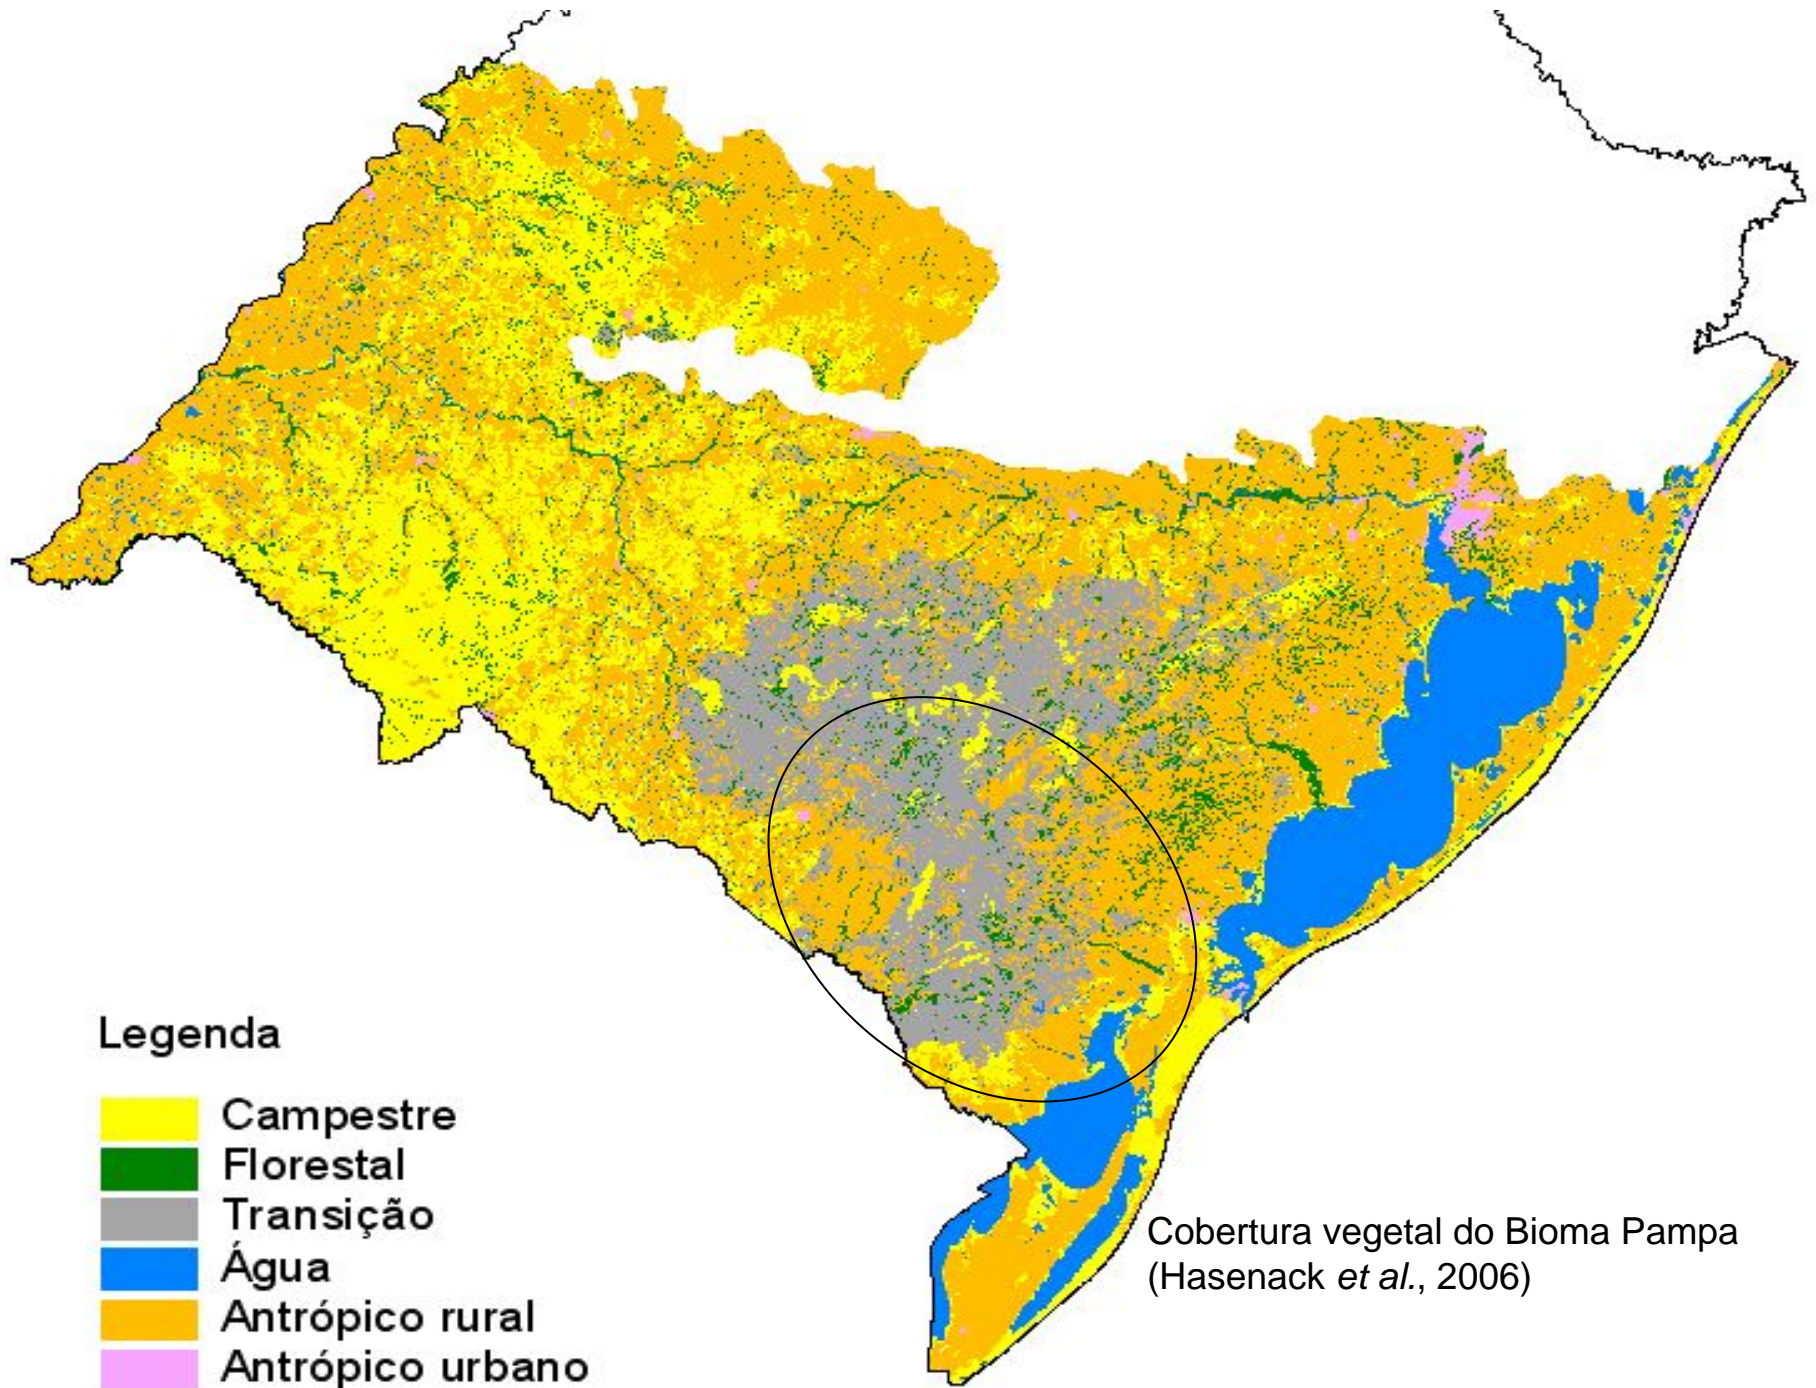 Legenda
Campestre
Florestal
Transição
Água
Antrópico rural
Antrópico urbano
Cobertura vegetal do Bioma Pampa
(Hasenack et al., 2006)